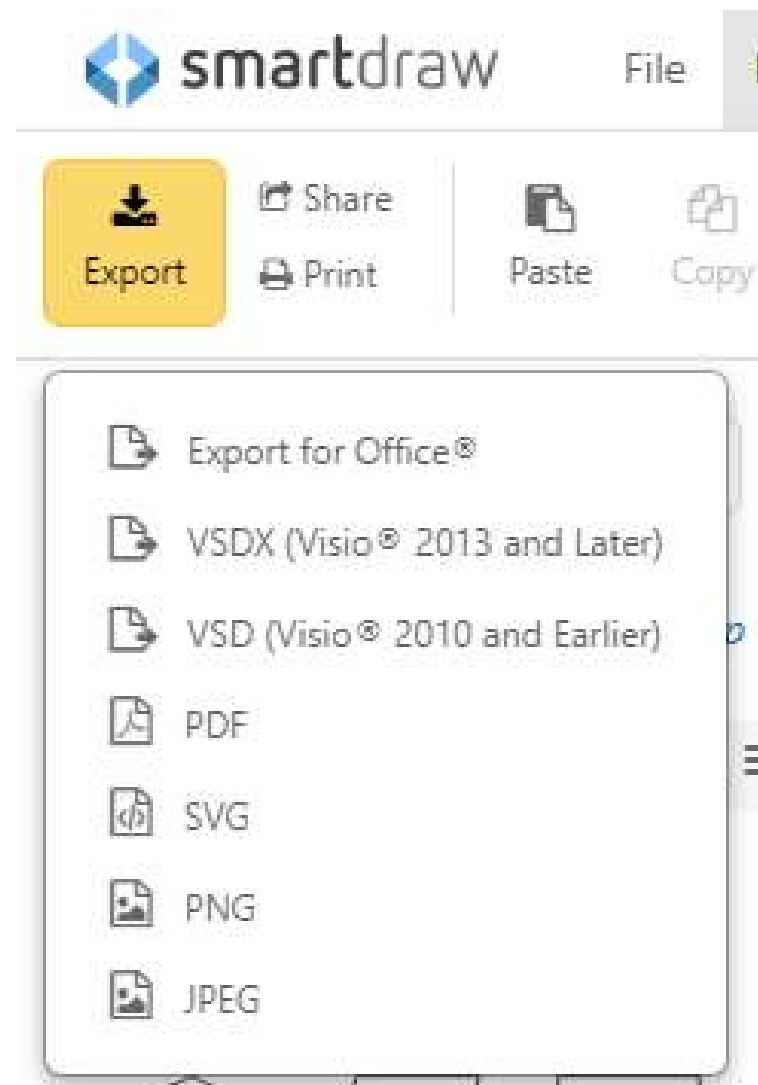 smartdraw File
Share
Export Print Paste Copy
Export for Office®
VSDX (Visio® 2013 and Later)
VSD (Visio® 2010 and Earlier)
PDF
SVG
PNG
JPEG